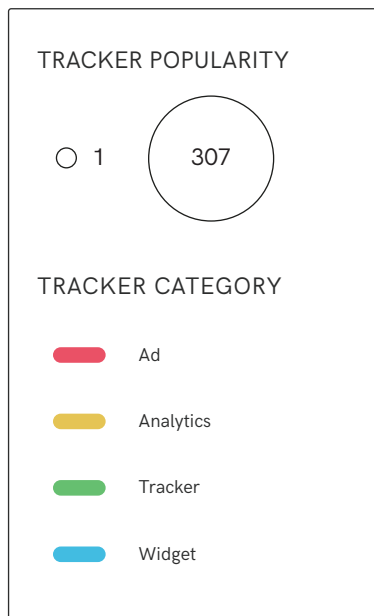 TRACKER POPULARITY
1 307
TRACKER CATEGORY
Ad
Analytics
Tracker
Widget